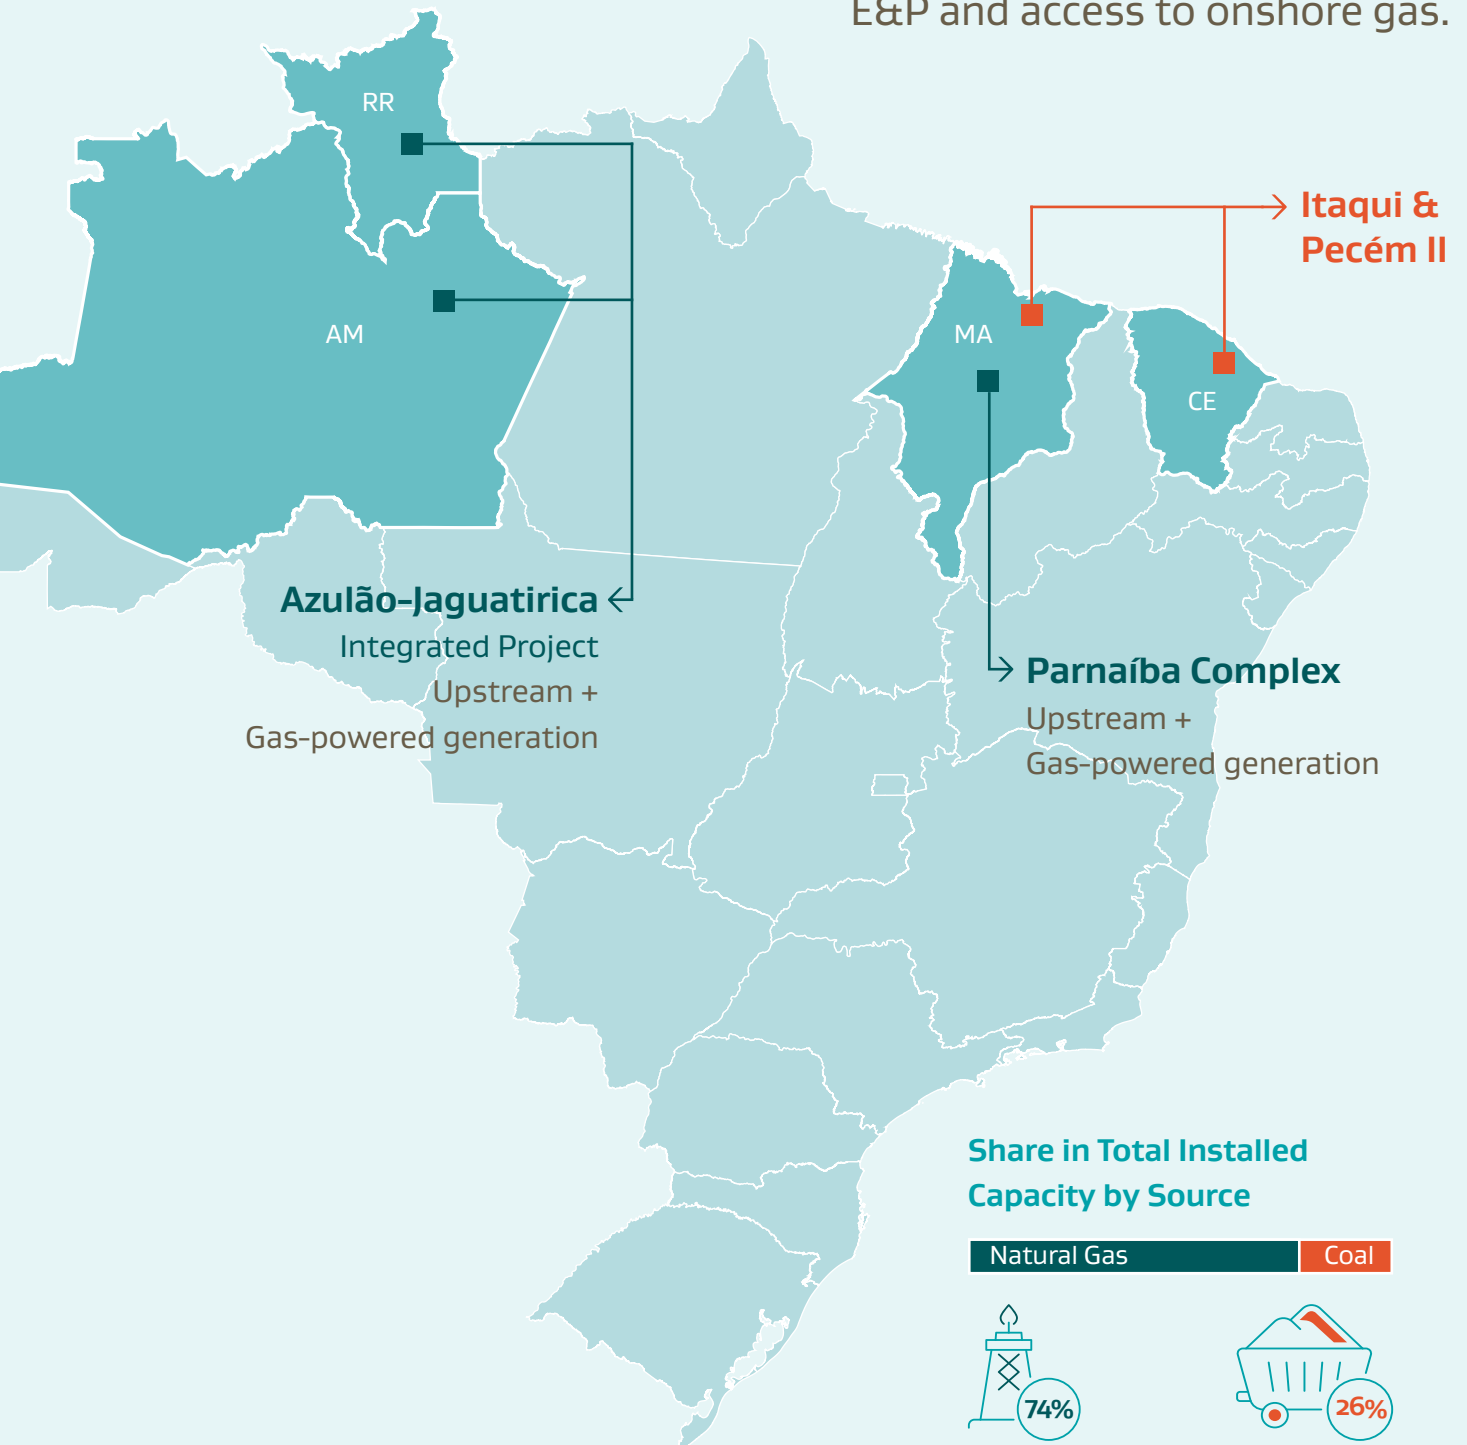 E&P and access to onshore gas.
RR
Itaqui &
Pecém II
AM
MA
CE
Azulão-Jaguatirica
Integrated Project
Upstream +
Gas-powered generation
Parnaíba Complex
Upstream +
Gas-powered generation
Share in Total Installed
Capacity by Source
Natural Gas
Coal
74%
26%